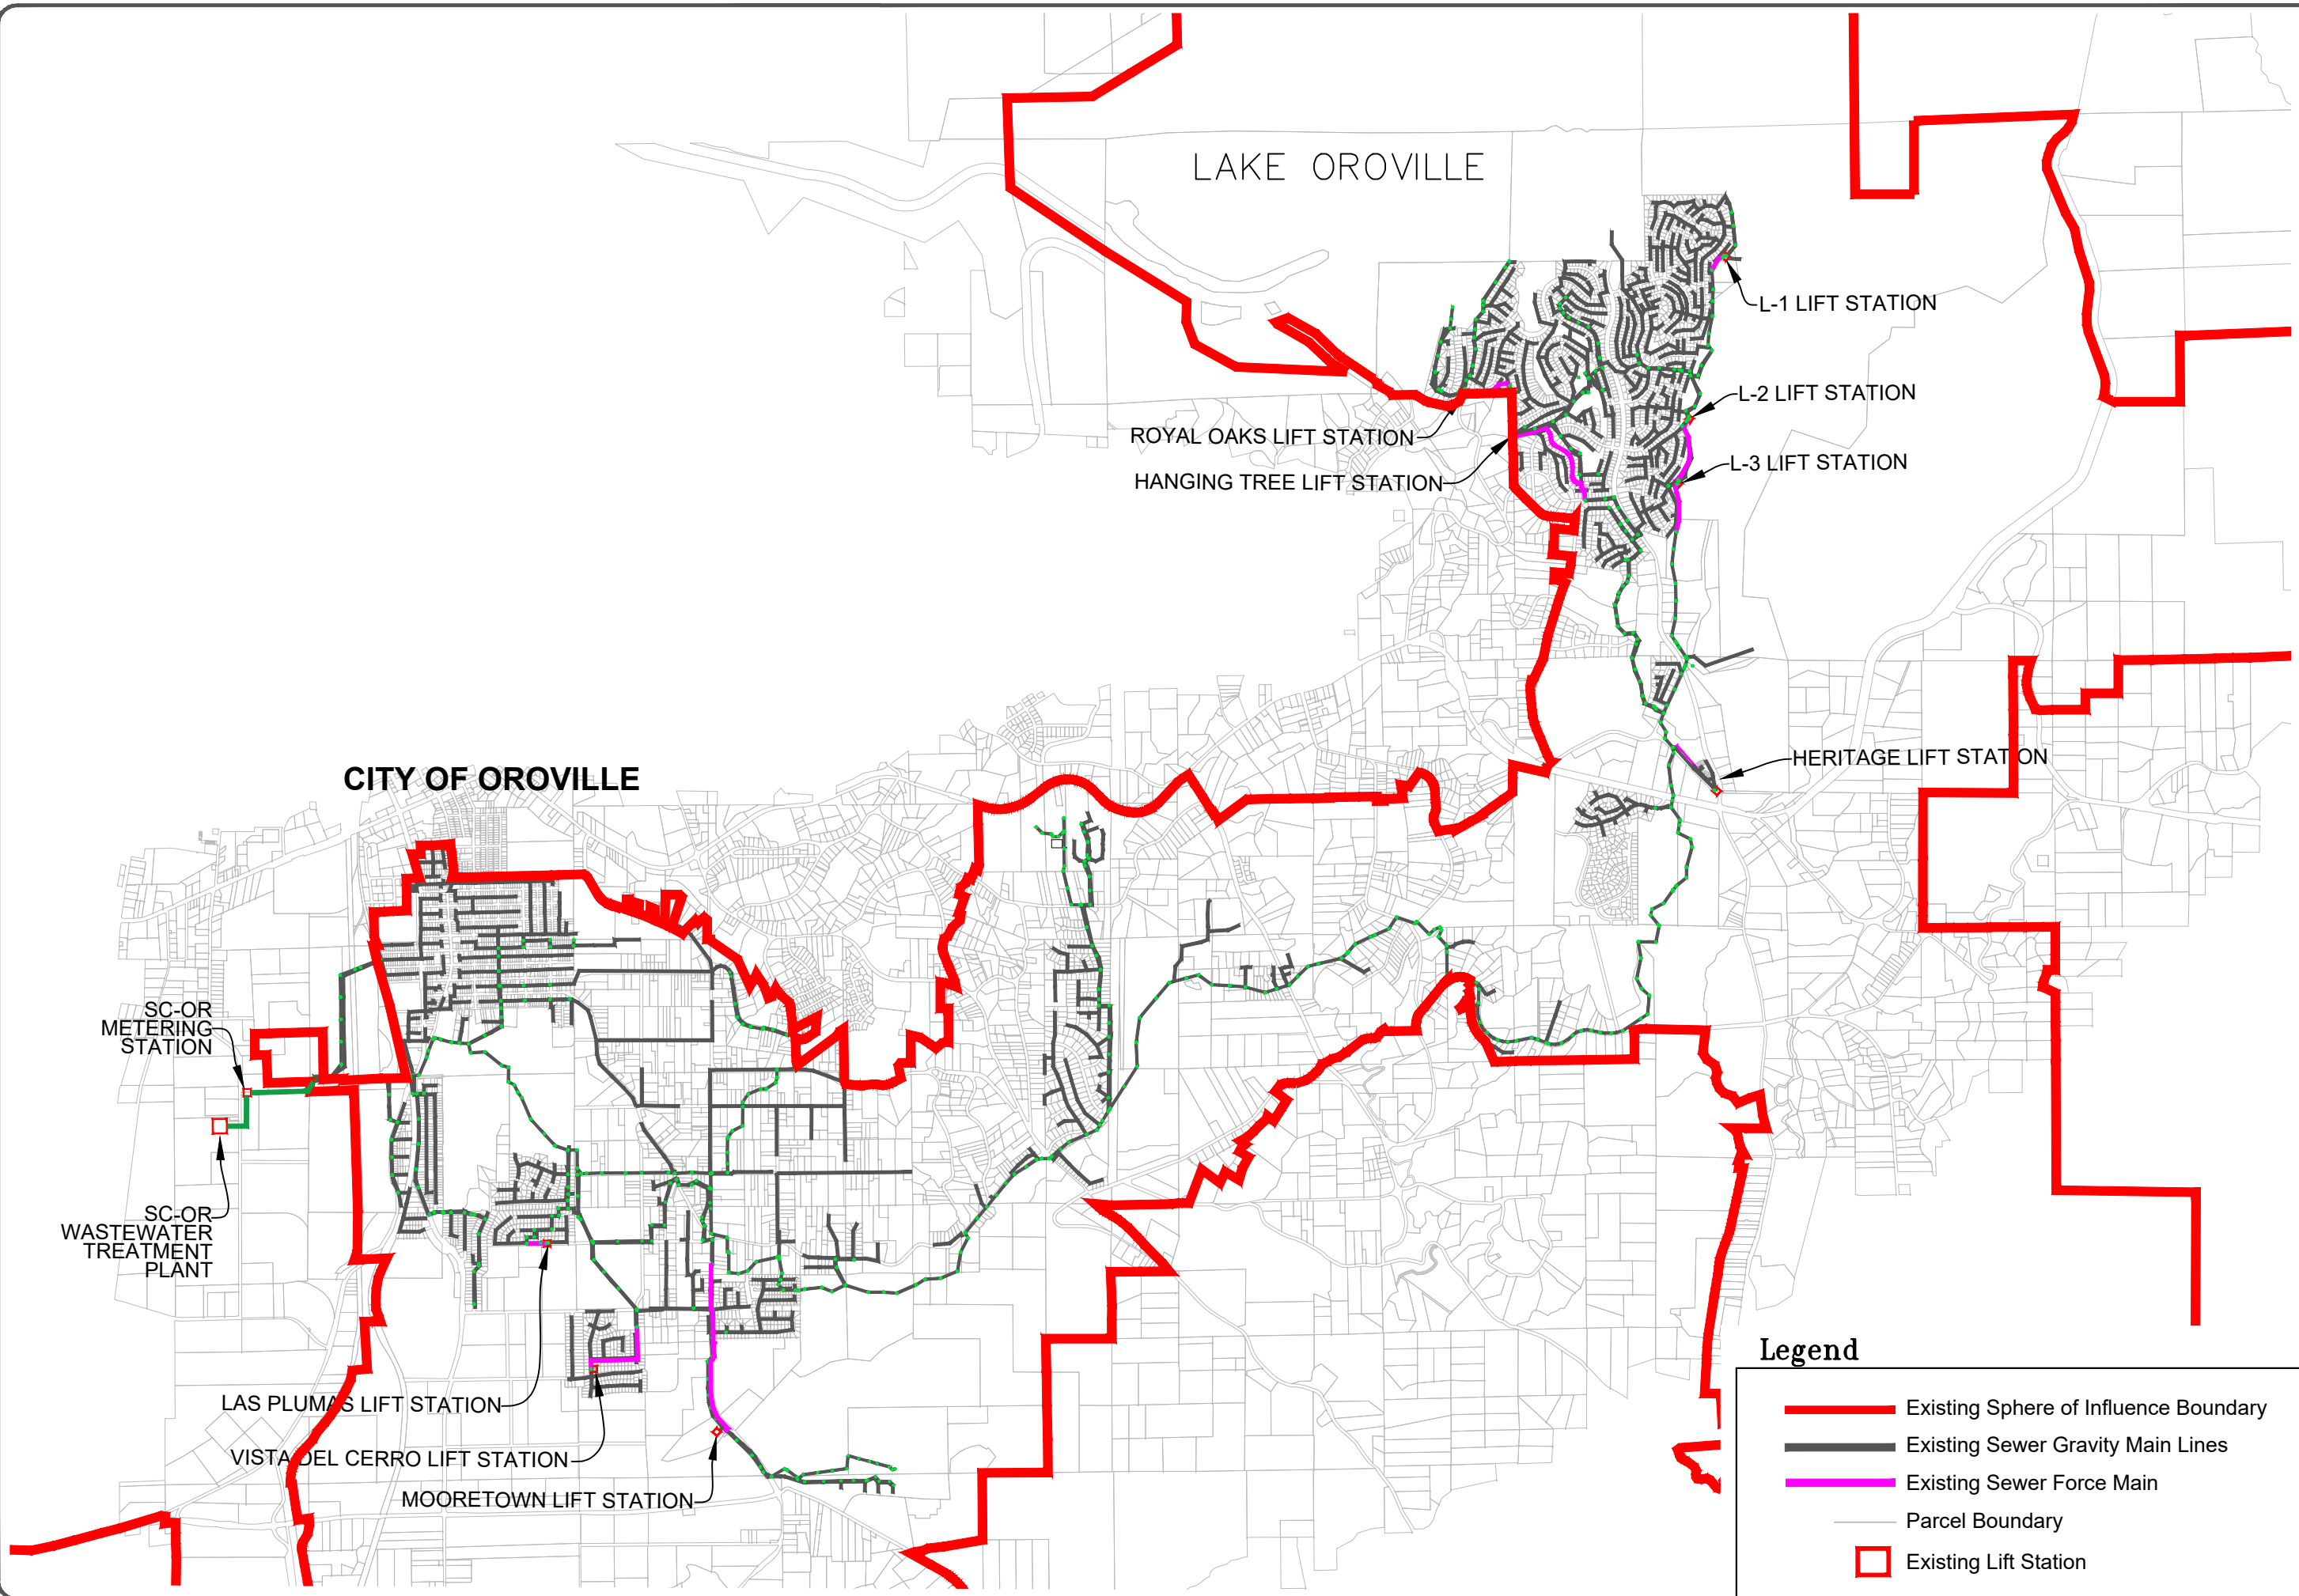 LAKE OROVILLE
L-1 LIFT STATION
L-2 LIFT STATION
ROYAL OAKS LIFT STATION
L-3 LIFT STATION
HANGING TREE LIFT STATION
HERITAGE LIFT STATION
CITY OF OROVILLE
SC-OR
METERING
STATION
SC-OR
WASTEWATER
TREATMENT
PLANT
LAS PLUMAS LIFT STATION
VISTA DEL CERRO LIFT STATION
MOORETOWN LIFT STATION
Legend
Existing Sphere of Influence Boundary
Existing Sewer Gravity Main Lines
Existing Sewer Force Main
Parcel Boundary
Existing Lift Station